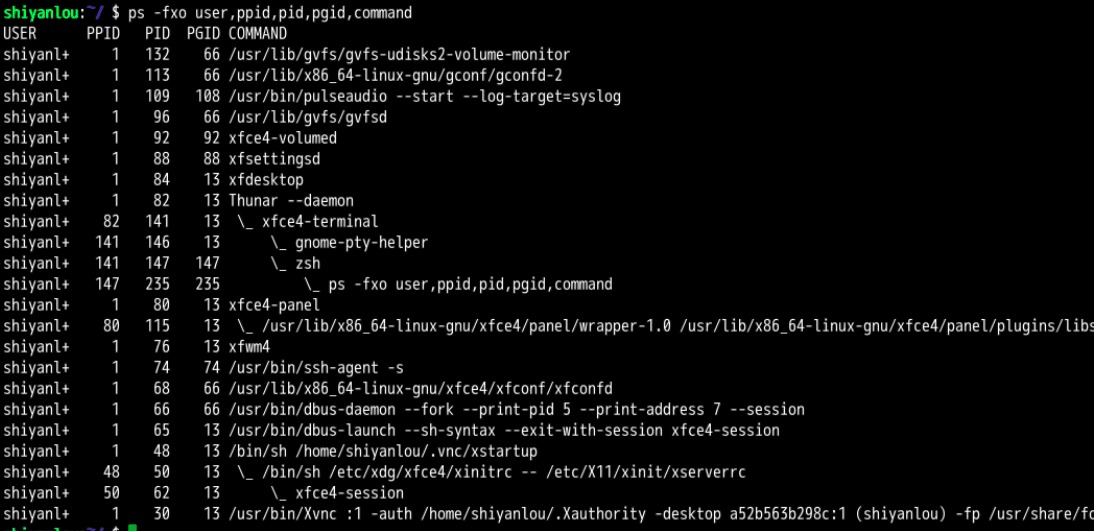 shiyanlou:~/ $ ps -fxo user,ppid,pid,pgid,command
USER      PPID   PID  PGID COMMAND
shiyanl+     1   132    66 /usr/lib/gvfs/gvfs-udisks2-volume-monitor
shiyanl+     1   113    66 /usr/lib/x86_64-linux-gnu/gconf/gconfd-2
shiyanl+     1   109   108 /usr/bin/pulseaudio --start --log-target=syslog
shiyanl+     1    96    66 /usr/lib/gvfs/gvfsd
shiyanl+     1    92    92 xfce4-volumed
shiyanl+     1    88    88 xfsettingsd
shiyanl+     1    84    13 xfdesktop
shiyanl+     1    82    13 Thunar --daemon
shiyanl+    82   141    13  \_ xfce4-terminal
shiyanl+   141   146    13      \_ gnome-pty-helper
shiyanl+   141   147   147      \_ zsh
shiyanl+   147   235   235          \_ ps -fxo user,ppid,pid,pgid,command
shiyanl+     1    80    13 xfce4-panel
shiyanl+    80   115    13  \_ /usr/lib/x86_64-linux-gnu/xfce4/panel/wrapper-1.0 /usr/lib/x86_64-linux-gnu/xfce4/panel/plugins/libs
shiyanl+     1    76    13 xfwm4
shiyanl+     1    74    74 /usr/bin/ssh-agent -s
shiyanl+     1    68    66 /usr/lib/x86_64-linux-gnu/xfce4/xfconf/xfconfd
shiyanl+     1    66    66 /usr/bin/dbus-daemon --fork --print-pid 5 --print-address 7 --session
shiyanl+     1    65    13 /usr/bin/dbus-launch --sh-syntax --exit-with-session xfce4-session
shiyanl+     1    48    13 /bin/sh /home/shiyanlou/.vnc/xstartup
shiyanl+    48    50    13  \_ /bin/sh /etc/xdg/xfce4/xinitrc -- /etc/X11/xinit/xserverrc
shiyanl+    50    62    13      \_ xfce4-session
shiyanl+     1    30    13 /usr/bin/Xvnc :1 -auth /home/shiyanlou/.Xauthority -desktop a52b563b298c:1 (shiyanlou) -fp /usr/share/fo